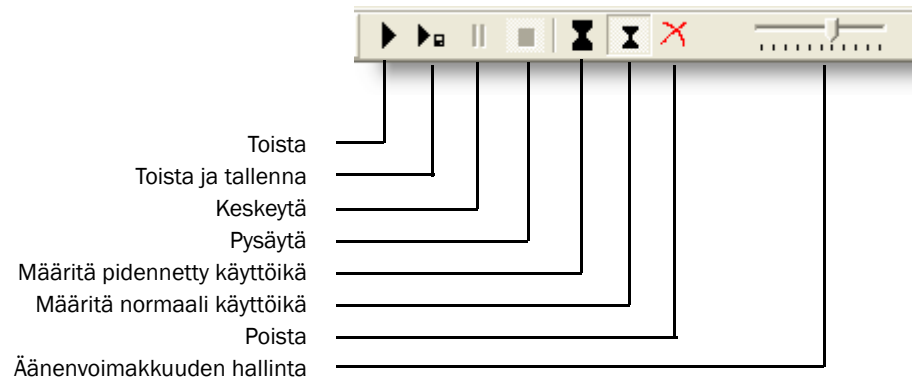 Toista
Toista ja tallenna
Keskeytä
Pysäytä
Määritä pidennetty käyttöikä
Määritä normaali käyttöikä
Poista
Äänenvoimakkuuden hallinta